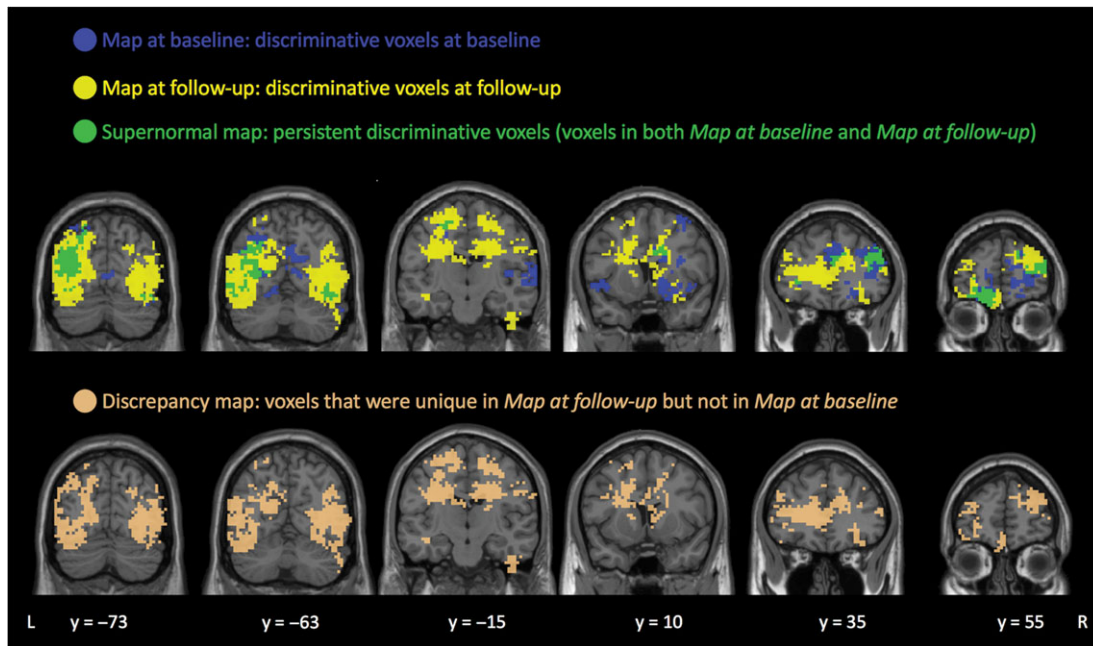 Map at baseline: discriminative voxels at baseline
Map at follow-up: discriminative voxels at follow-up
Supernormal map: persistent discriminative voxels (voxels in both Map at baseline and Map at follow-up)
Discrepancy map: voxels that were unique in Map at follow-up but not in Map at baseline
L y = –73 y = –63 y = –15 y = 10 y = 35 y = 55 R